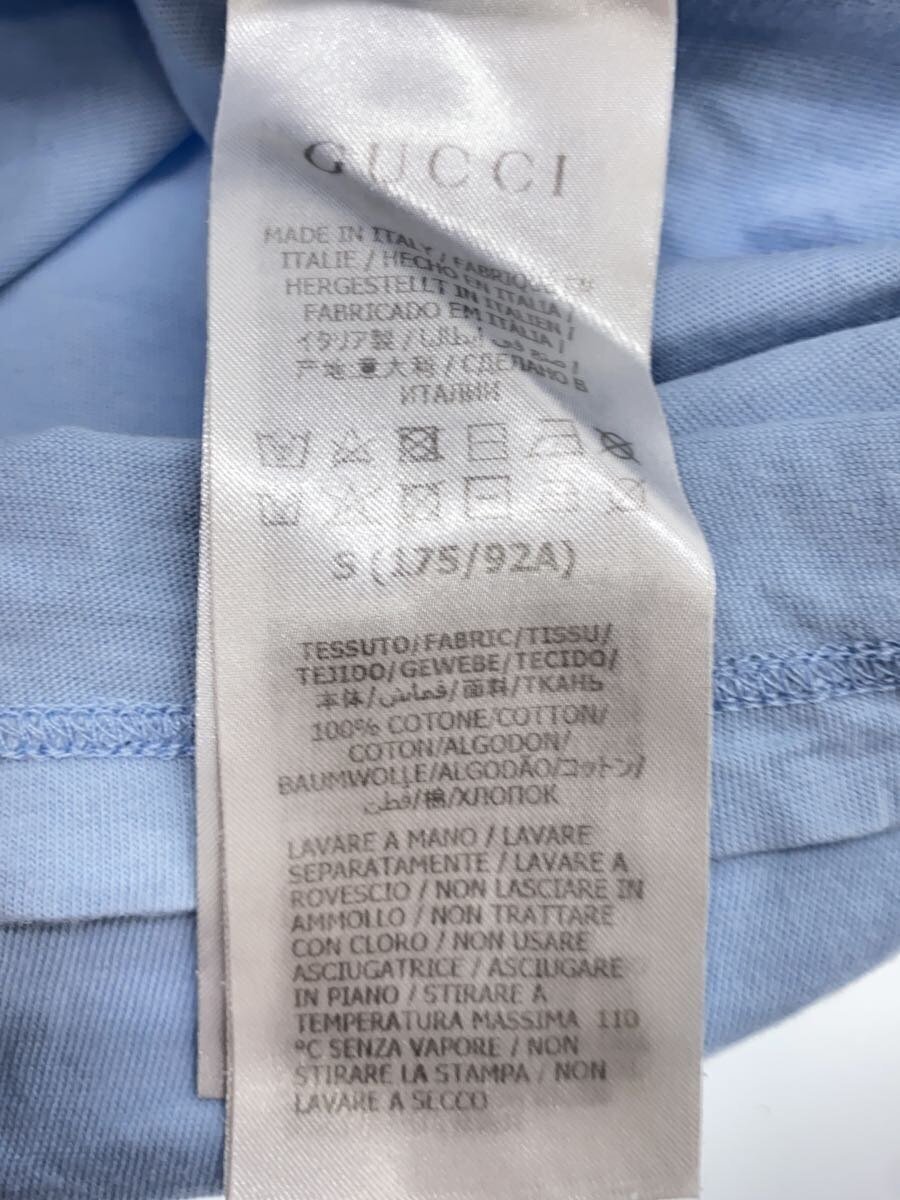 GUCCI
MADE IN ITALY / FABRIQUÉ EN
ITALIE / HECHO EN ITALIA /
HERGESTELLT IN ITALIEN /
FABRICADO EM ITALIA /
イタリア製 / صنع في إيطاليا /
产地:意大利 / СДЕЛАНО В
ИТАЛИИ
S (175/92A)
TESSUTO/FABRIC/TISSU/
TEJIDO/GEWEBE/TECIDO/
本体/قماش/面料/ТКАНЬ
100% COTONE/COTTON/
COTON/ALGODON/
BAUMWOLLE/ALGODÃO/コットン/
قطن/棉/ХЛОПОК
LAVARE A MANO / LAVARE
SEPARATAMENTE / LAVARE A
ROVESCIO / NON LASCIARE IN
AMMOLLO / NON TRATTARE
CON CLORO / NON USARE
ASCIUGATRICE / ASCIUGARE
IN PIANO / STIRARE A
TEMPERATURA MASSIMA 110
°C SENZA VAPORE / NON
STIRARE LA STAMPA / NON
LAVARE A SECCO